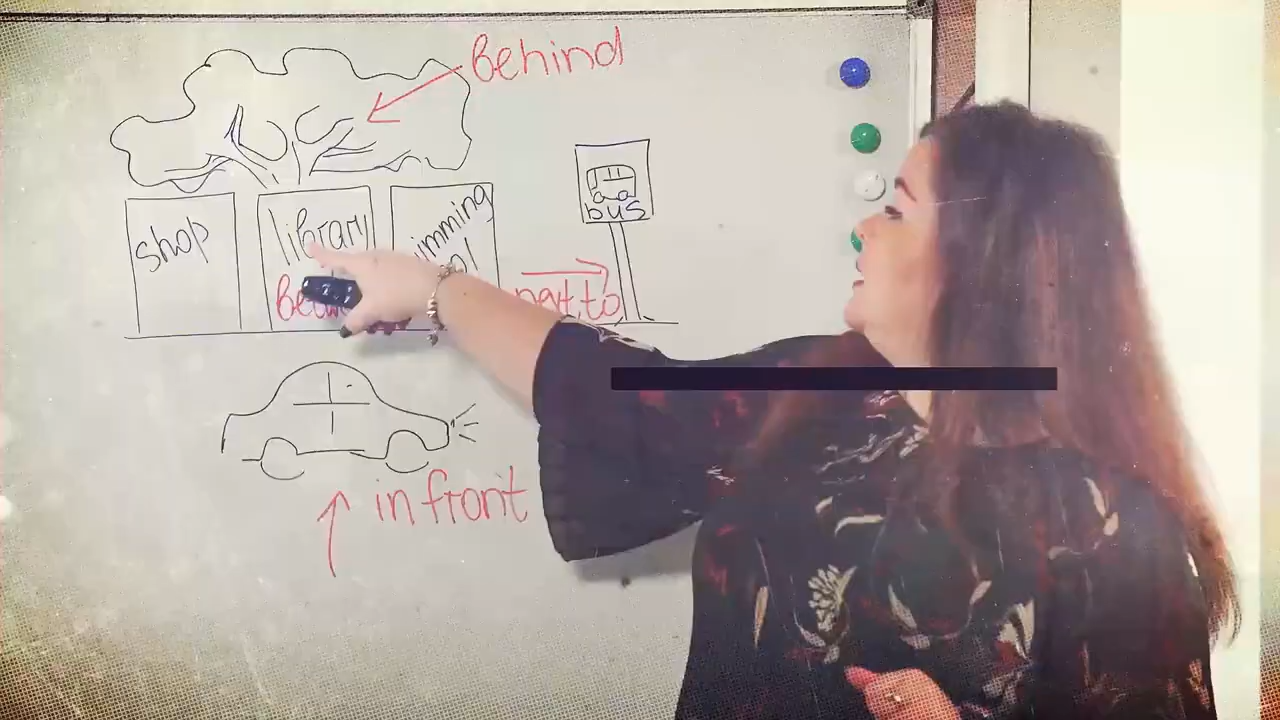 Behind
shop
library
bus
next to
in front